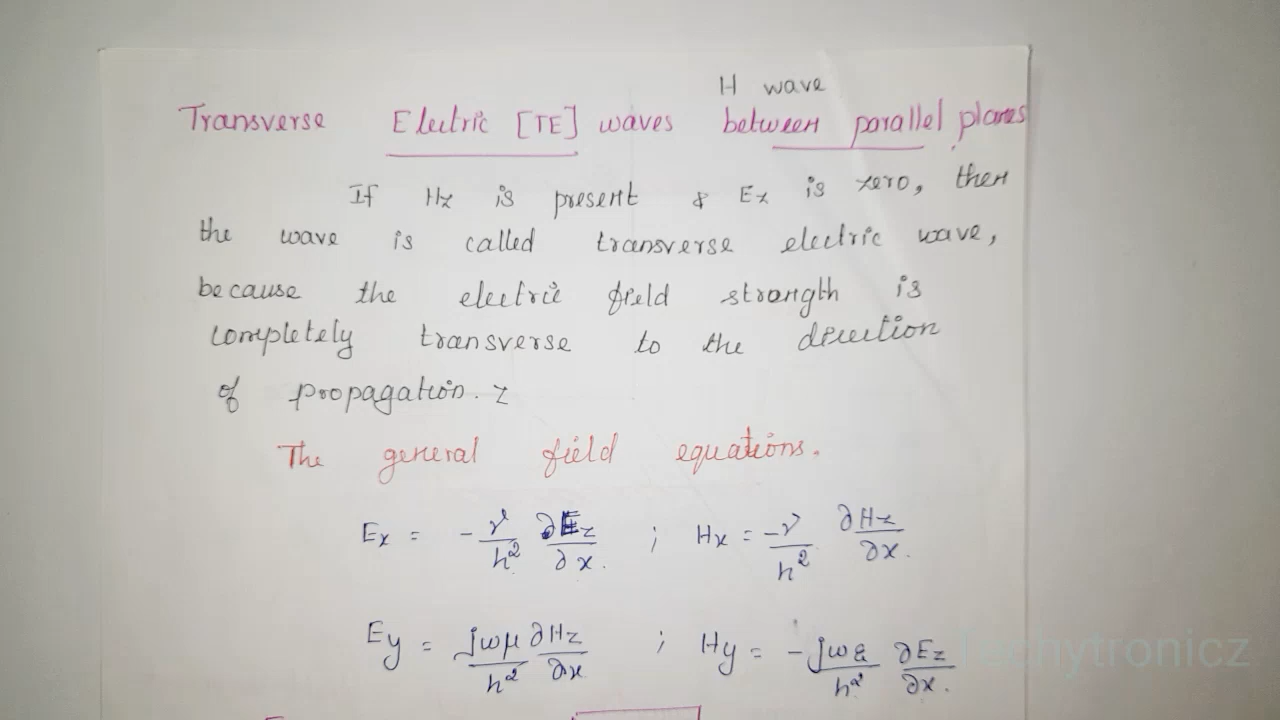 H wave
Transverse Electric [TE] waves between parallel planes
If Hz is present & Ez is zero, then
the wave is called transverse electric wave,
because the electric field strength is
completely transverse to the direction
of propagation. z
The general field equations.
Ex = -γ/h² ∂Ez/∂x. ; Hx = -γ/h² ∂Hz/∂x.
Ey = jωμ/h² ∂Hz/∂x ; Hy = -jωε/h² ∂Ez/∂x.